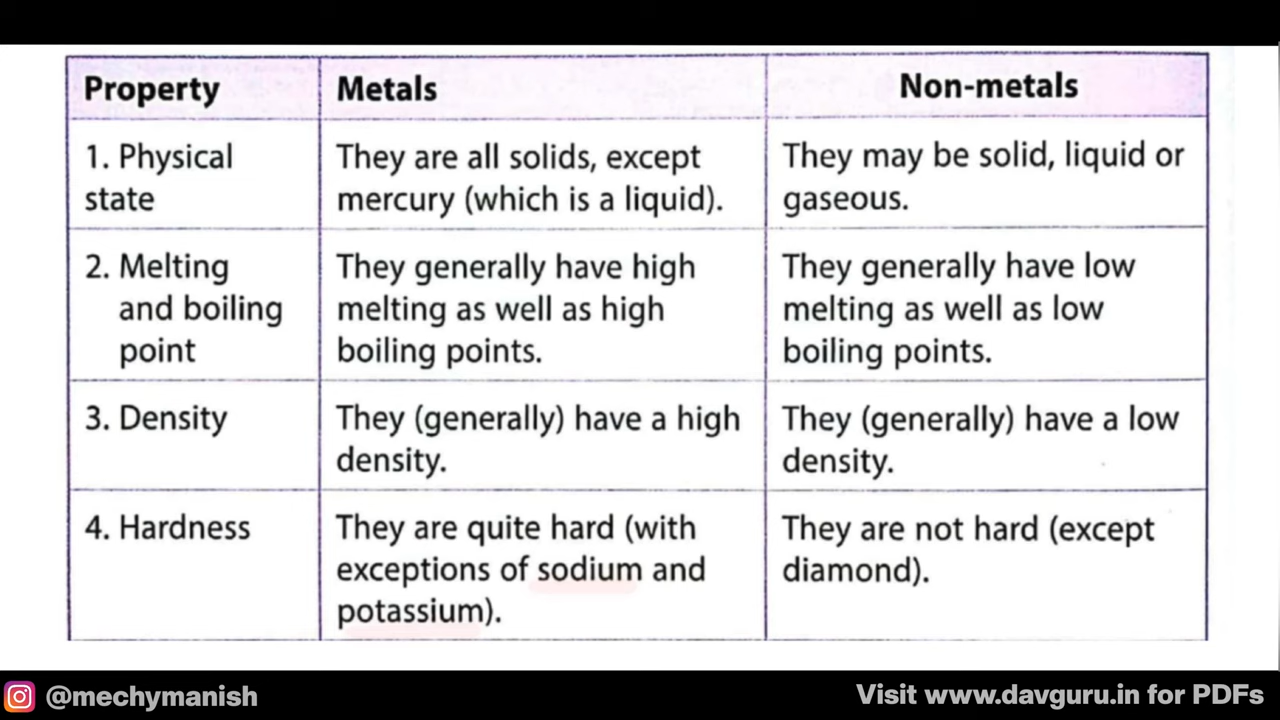 Property
Metals
Non-metals
1. Physical
state
They are all solids, except
mercury (which is a liquid).
They may be solid, liquid or
gaseous.
2. Melting
and boiling
point
They generally have high
melting as well as high
boiling points.
They generally have low
melting as well as low
boiling points.
3. Density
They (generally) have a high
density.
They (generally) have a low
density.
4. Hardness
They are quite hard (with
exceptions of sodium and
potassium).
They are not hard (except
diamond).
@mechymanish
Visit www.davguru.in for PDFs